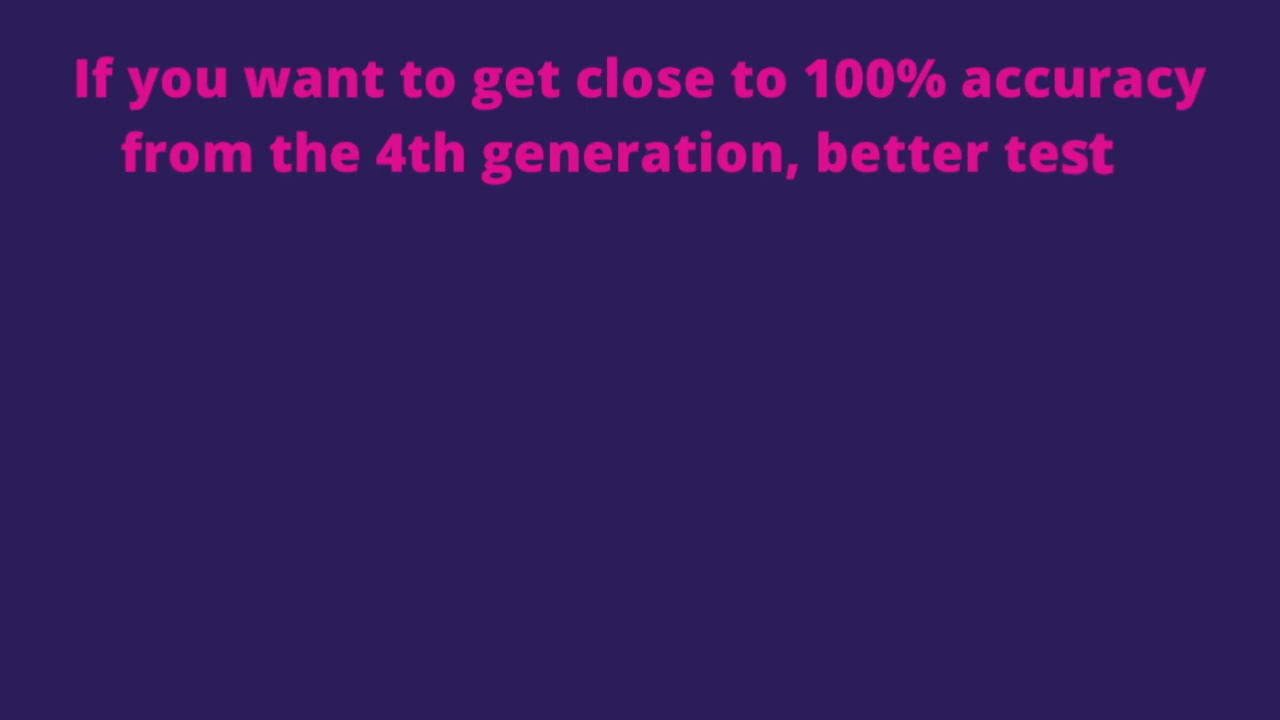 If you want to get close to 100% accuracy
from the 4th generation, better test